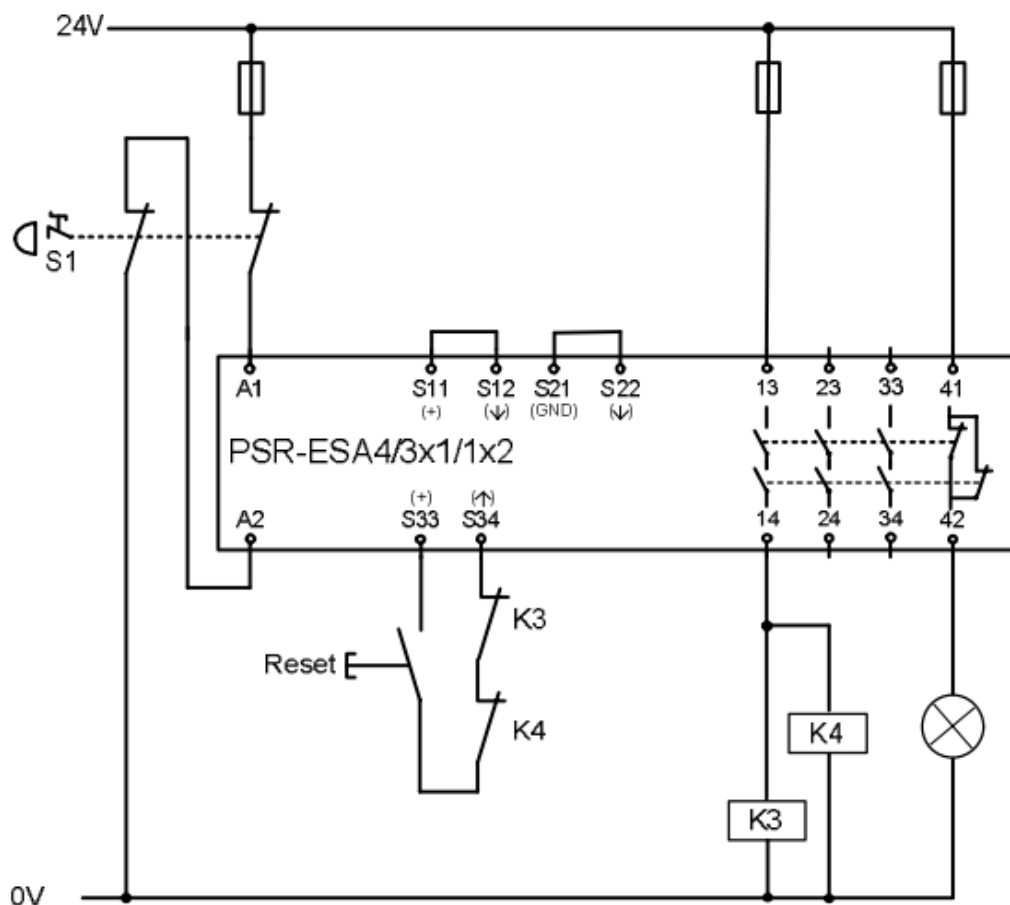 24V
S1
A1 S11 S12 S21 S22 13 23 33 41
(+) (↓) (GND) (↓)
PSR-ESA4/3x1/1x2
(+) (↑)
A2 S33 S34 14 24 34 42
K3
Reset
K4
K4
K3
0V